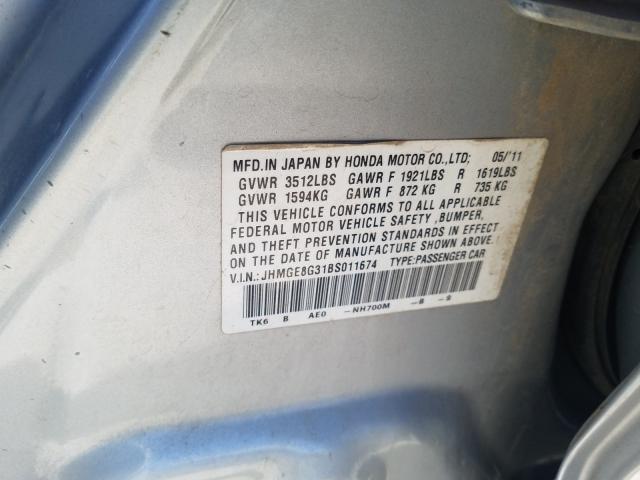 MFD.IN JAPAN BY HONDA MOTOR CO.,LTD; 05/'11
GVWR 3512LBS GAWR F 1921LBS R 1619LBS
GVWR 1594KG GAWR F 872 KG R 735 KG
THIS VEHICLE CONFORMS TO ALL APPLICABLE
FEDERAL MOTOR VEHICLE SAFETY ,BUMPER,
AND THEFT PREVENTION STANDARDS IN EFFECT
ON THE DATE OF MANUFACTURE SHOWN ABOVE.
V.I.N.:JHMGE8G31BS011674 TYPE:PASSENGER CAR
TK6 B AE0 -NH700M -B -9